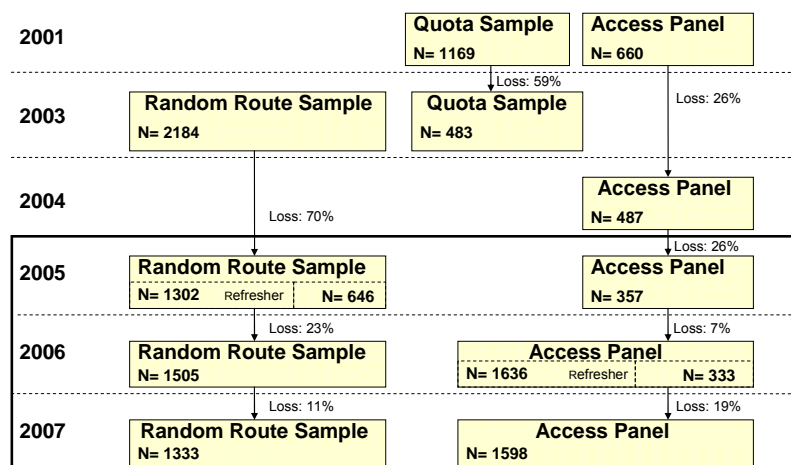 2001
Quota Sample
N= 1169
Access Panel
N= 660
Loss: 59%
Loss: 26%
2003
Random Route Sample
N= 2184
Quota Sample
N= 483
2004
Loss: 70%
Access Panel
N= 487
Loss: 26%
2005
Random Route Sample
N= 1302 Refresher N= 646
Access Panel
N= 357
Loss: 23%
Loss: 7%
2006
Random Route Sample
N= 1505
Access Panel
N= 1636 Refresher N= 333
Loss: 11%
Loss: 19%
2007
Random Route Sample
N= 1333
Access Panel
N= 1598